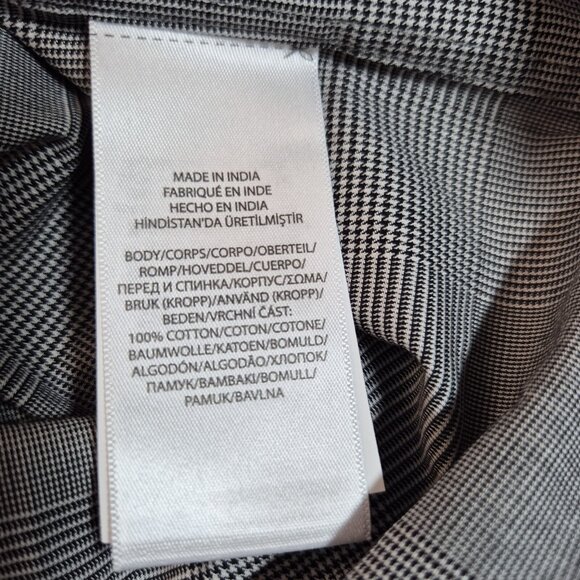 MADE IN INDIA
FABRIQUÉ EN INDE
HECHO EN INDIA
HİNDİSTAN'DA ÜRETİLMİŞTİR
BODY/CORPS/CORPO/OBERTEIL/
ROMP/HOVEDDEL/CUERPO/
ПЕРЕД И СПИНКА/КОРПУС/ΣΩΜΑ/
BRUK (KROPP)/ANVÄND (KROPP)/
BEDEN/VRCHNÍ ČÁST:
100% COTTON/COTON/COTONE/
BAUMWOLLE/KATOEN/BOMULD/
ALGODÓN/ALGODÃO/ХЛОПОК/
ПАМУК/ΒΑΜΒΑΚΙ/BOMULL/
PAMUK/BAVLNA